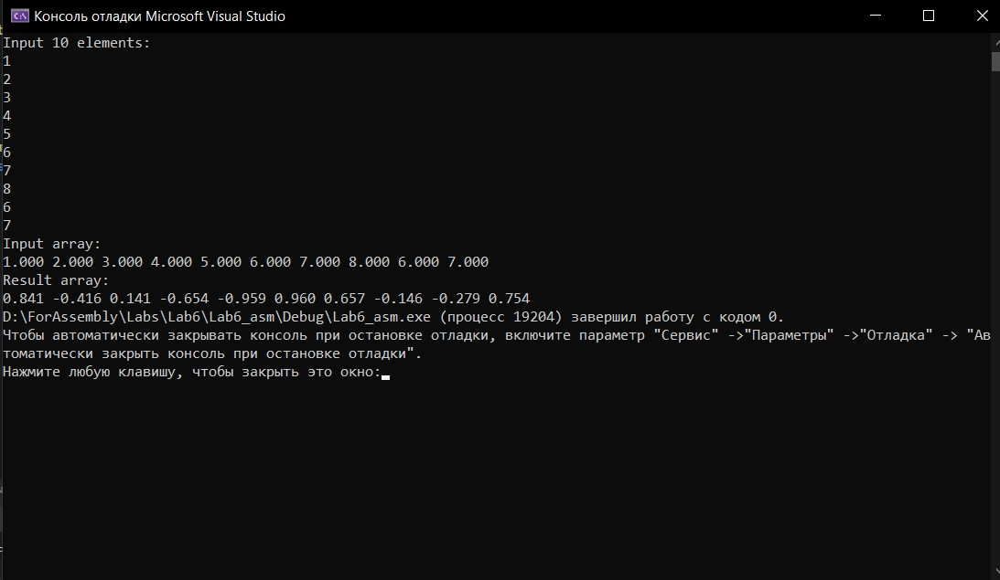 Консоль отладки Microsoft Visual Studio
Input 10 elements:
1
2
3
4
5
6
7
8
6
7
Input array:
1.000 2.000 3.000 4.000 5.000 6.000 7.000 8.000 6.000 7.000
Result array:
0.841 -0.416 0.141 -0.654 -0.959 0.960 0.657 -0.146 -0.279 0.754
D:\ForAssembly\Labs\Lab6\Lab6_asm\Debug\Lab6_asm.exe (процесс 19204) завершил работу с кодом 0.
Чтобы автоматически закрывать консоль при остановке отладки, включите параметр "Сервис" ->"Параметры" ->"Отладка" -> "Ав
томатически закрыть консоль при остановке отладки".
Нажмите любую клавишу, чтобы закрыть это окно: